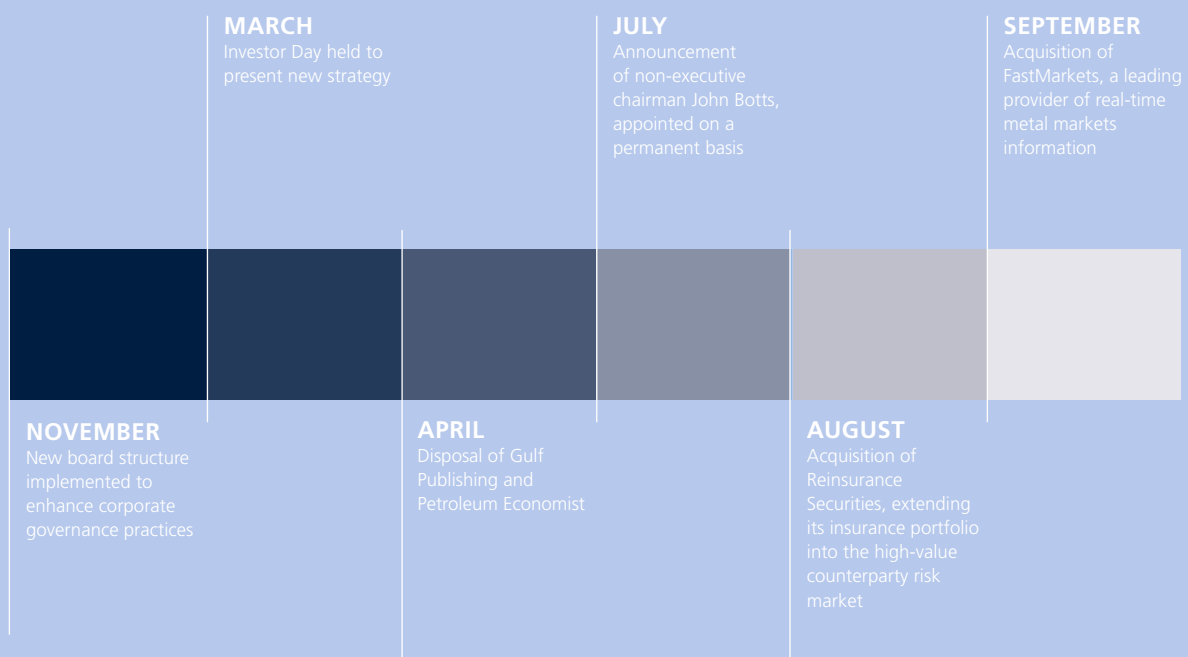 MARCH
Investor Day held to
present new strategy
JULY
Announcement
of non-executive
chairman John Botts,
appointed on a
permanent basis
SEPTEMBER
Acquisition of
FastMarkets, a leading
provider of real-time
metal markets
information
NOVEMBER
New board structure
implemented to
enhance corporate
governance practices
APRIL
Disposal of Gulf
Publishing and
Petroleum Economist
AUGUST
Acquisition of
Reinsurance
Securities, extending
its insurance portfolio
into the high-value
counterparty risk
market